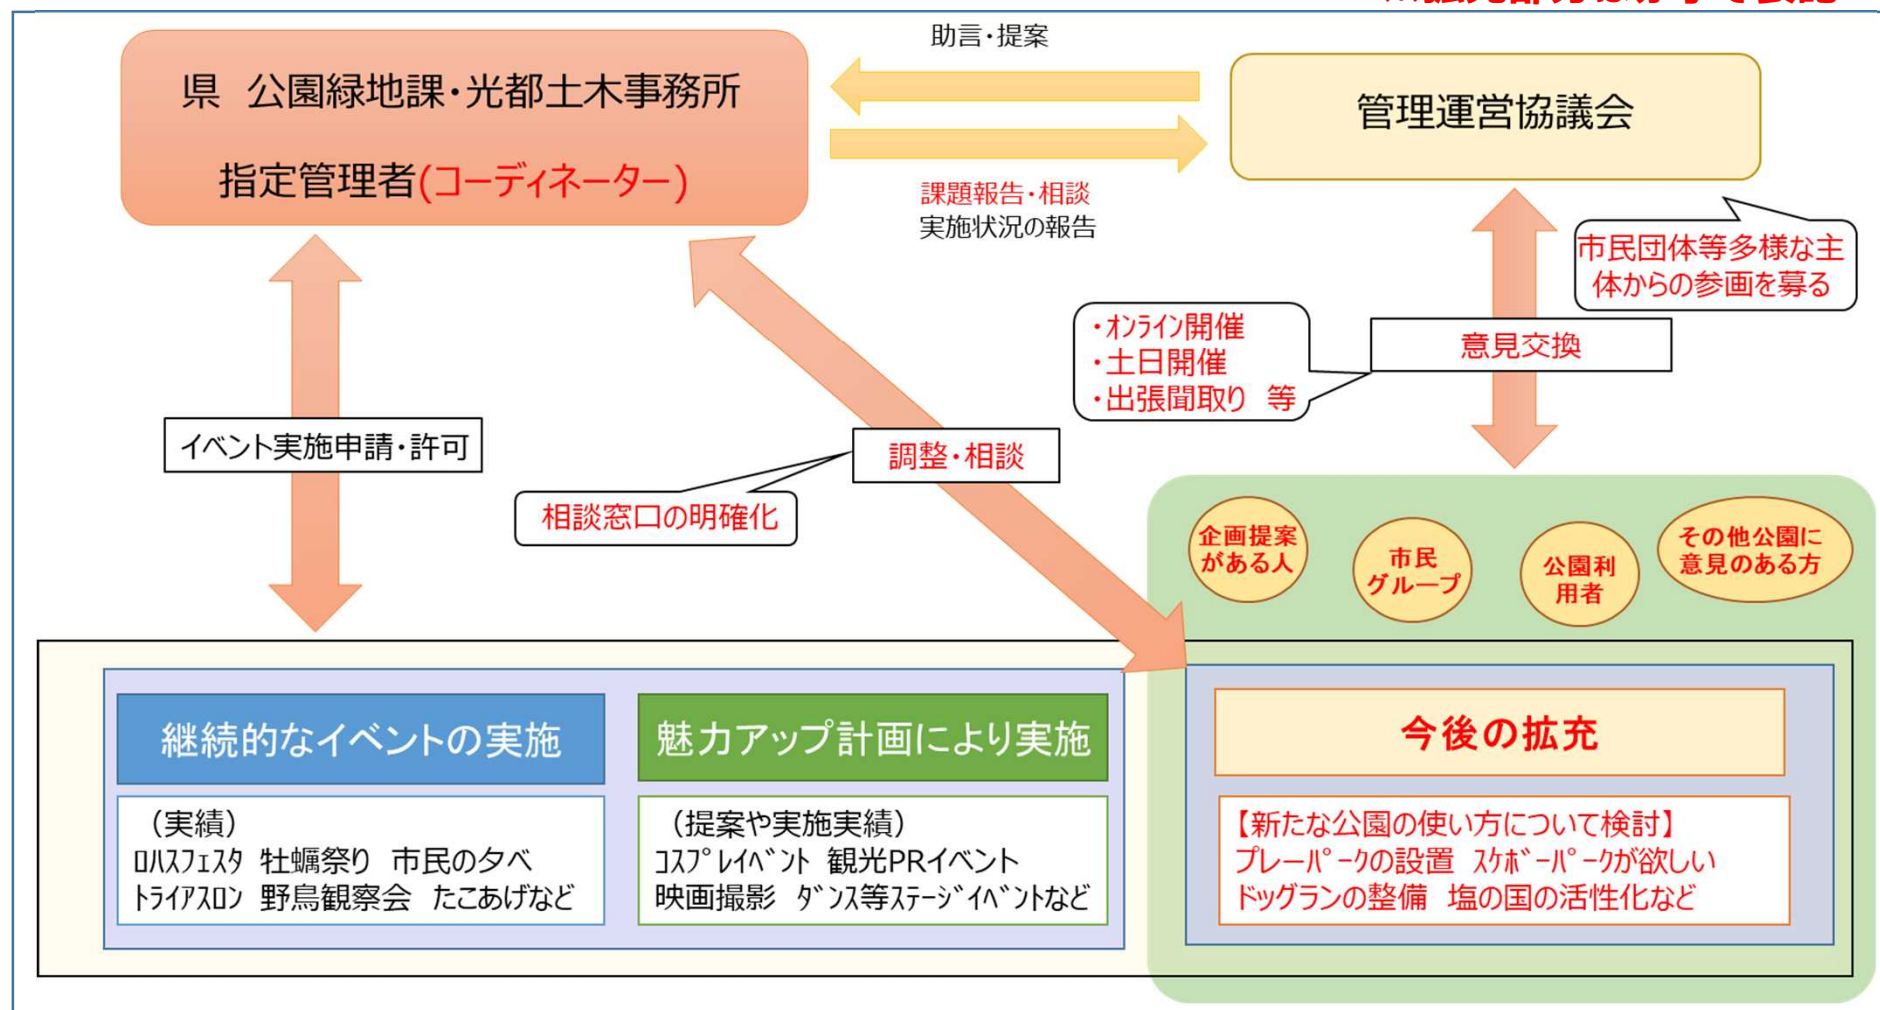 助言・提案
県 公園緑地課・光都土木事務所
指定管理者(コーディネーター)
管理運営協議会
課題報告・相談
実施状況の報告
市民団体等多様な主
体からの参画を募る
・ｵﾝﾗｲﾝ開催
・土日開催
・出張聞取り 等
意見交換
イベント実施申請・許可
調整・相談
相談窓口の明確化
企画提案
がある人
市民
グループ
公園利
用者
その他公園に
意見のある方
継続的なイベントの実施
（実績）
ﾛﾊｽﾌｪｽﾀ 牡蠣祭り 市民の夕べ
ﾄﾗｲｱｽﾛﾝ 野鳥観察会 たこあげなど
魅力アップ計画により実施
（提案や実施実績）
ｺｽﾌﾟﾚｲﾍﾞﾝﾄ 観光PRイベント
映画撮影 ﾀﾞﾝｽ等ｽﾃｰｼﾞｲﾍﾞﾝﾄなど
今後の拡充
【新たな公園の使い方について検討】
プレーパークの設置 ｽｹﾎﾞｰパークが欲しい
ドッグランの整備 塩の国の活性化など